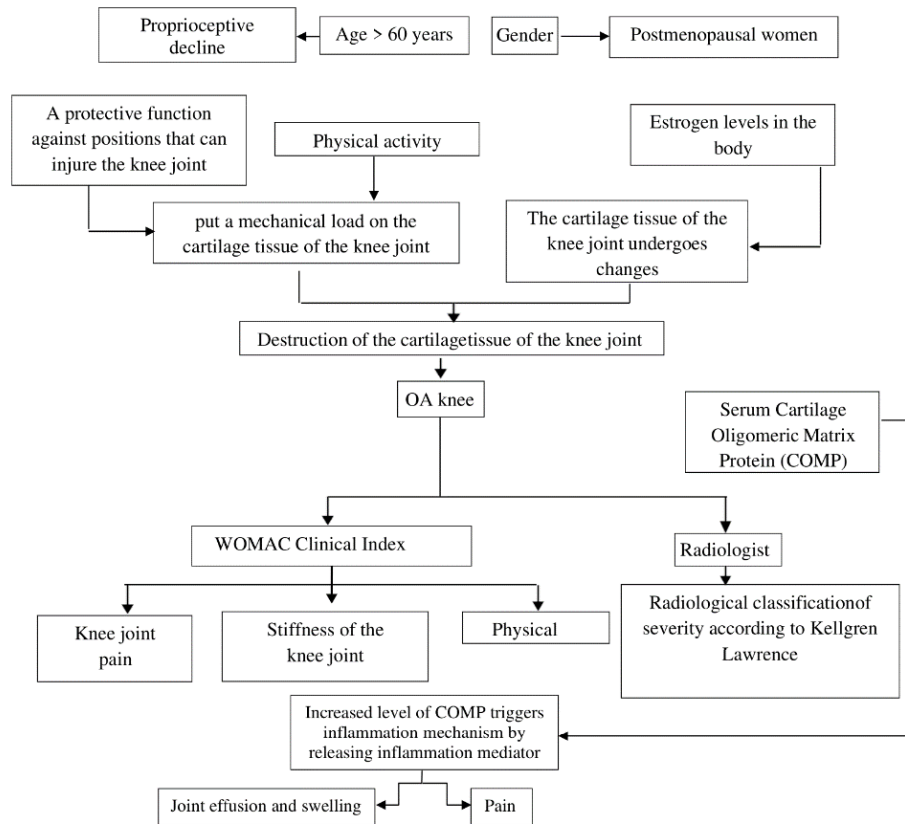 Proprioceptive
decline
Age > 60 years
Gender
Postmenopausal women
A protective function
against positions that can
injure the knee joint
Physical activity
Estrogen levels in the
body
put a mechanical load on the
cartilage tissue of the knee joint
The cartilage tissue of the
knee joint undergoes
changes
Destruction of the cartilagetissue of the knee joint
OA knee
Serum Cartilage
Oligomeric Matrix
Protein (COMP)
WOMAC Clinical Index
Radiologist
Knee joint
pain
Stiffness of the
knee joint
Physical
Radiological classificationof
severity according to Kellgren
Lawrence
Increased level of COMP triggers
inflammation mechanism by
releasing inflammation mediator
Joint effusion and swelling
Pain